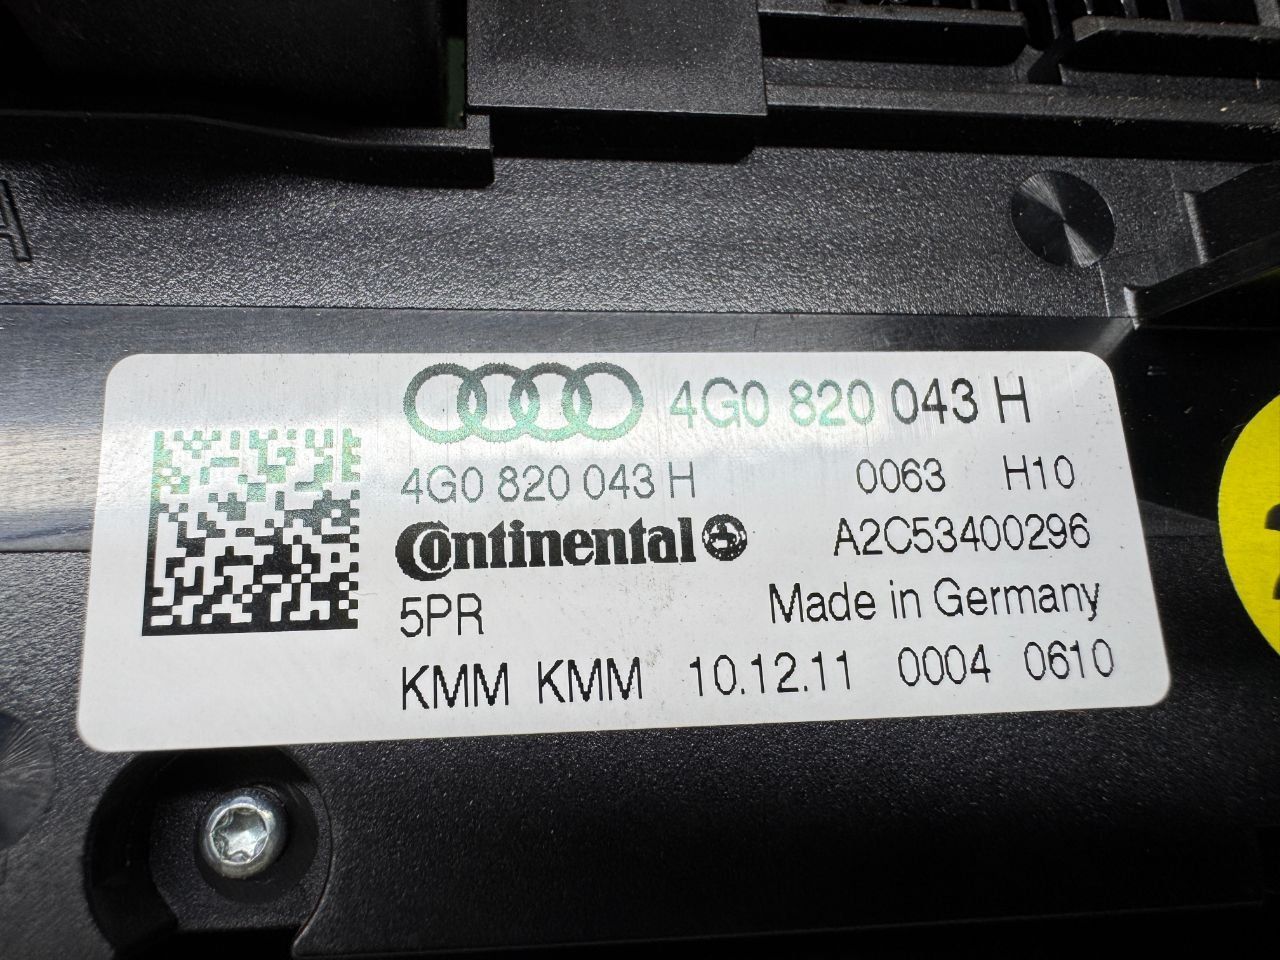 4G0 820 043 H
4G0 820 043 H 0063 H10
Continental A2C53400296
5PR Made in Germany
KMM KMM 10.12.11 0004 0610